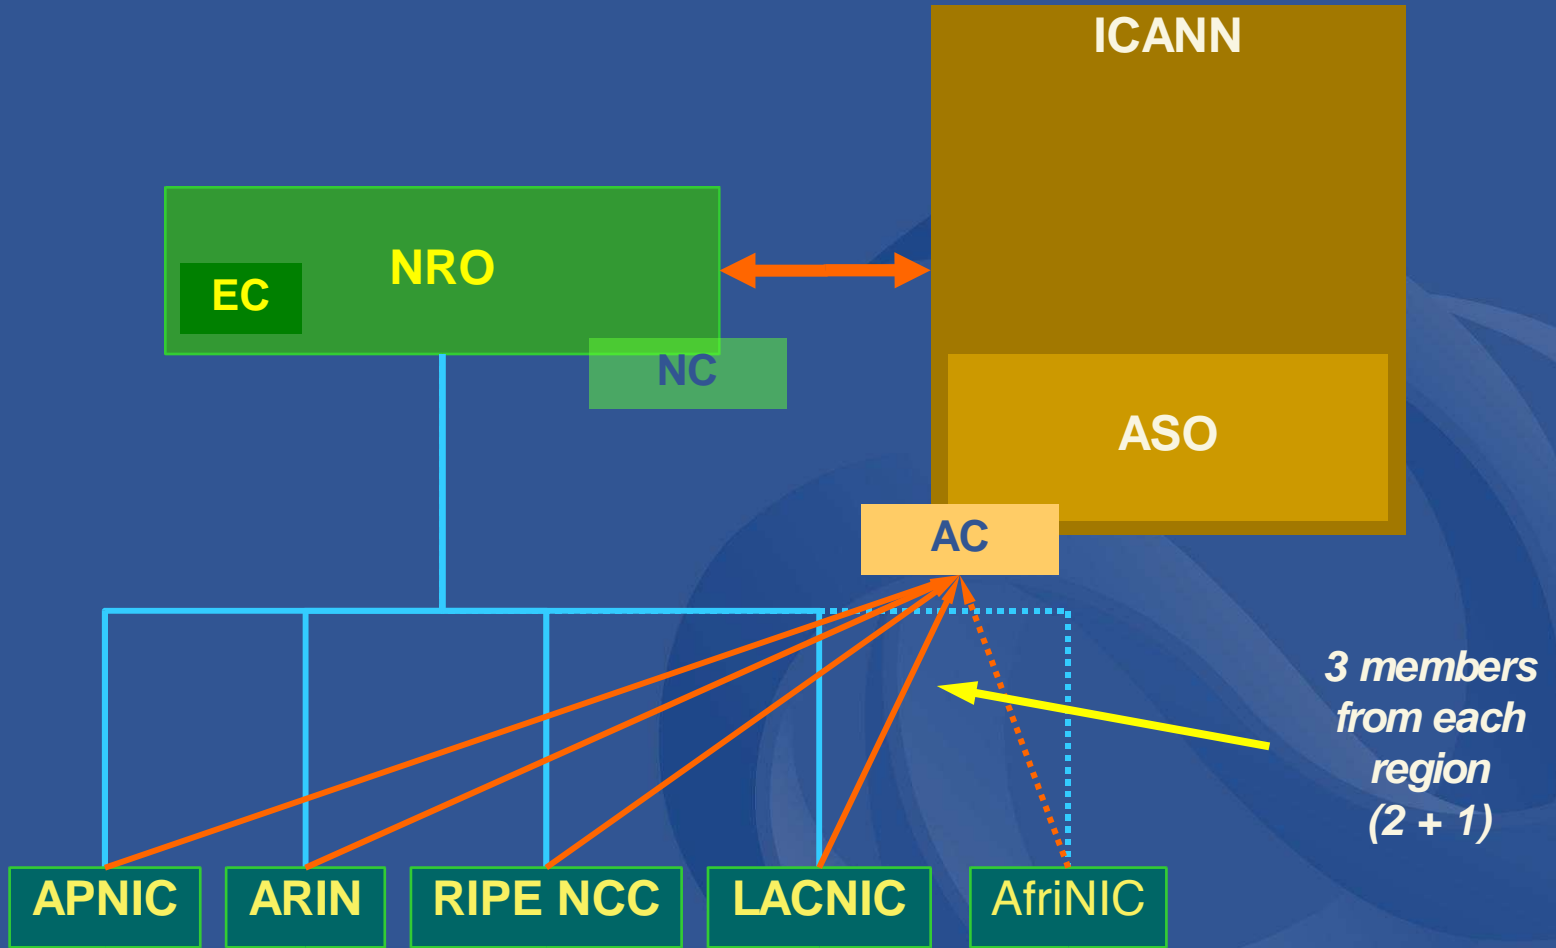 ICANN
NRO
EC
NC
ASO
AC
3 members
from each
region
(2 + 1)
APNIC
ARIN
RIPE NCC
LACNIC
AfriNIC